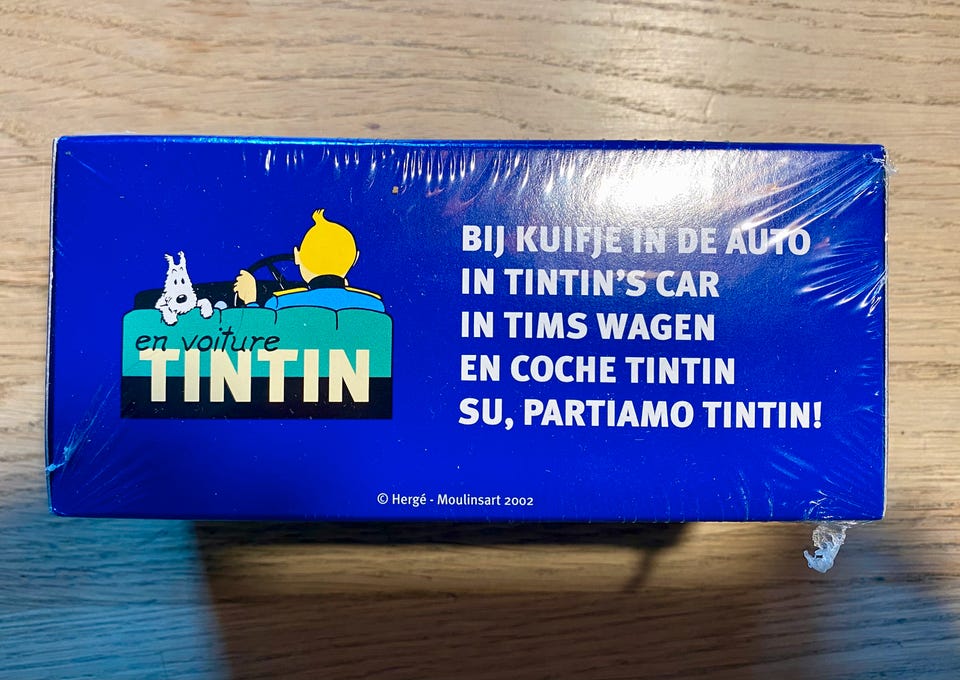 en voiture
TINTIN
BIJ KUIFJE IN DE AUTO
IN TINTIN'S CAR
IN TIMS WAGEN
EN COCHE TINTIN
SU, PARTIAMO TINTIN!
© Hergé - Moulinsart 2002